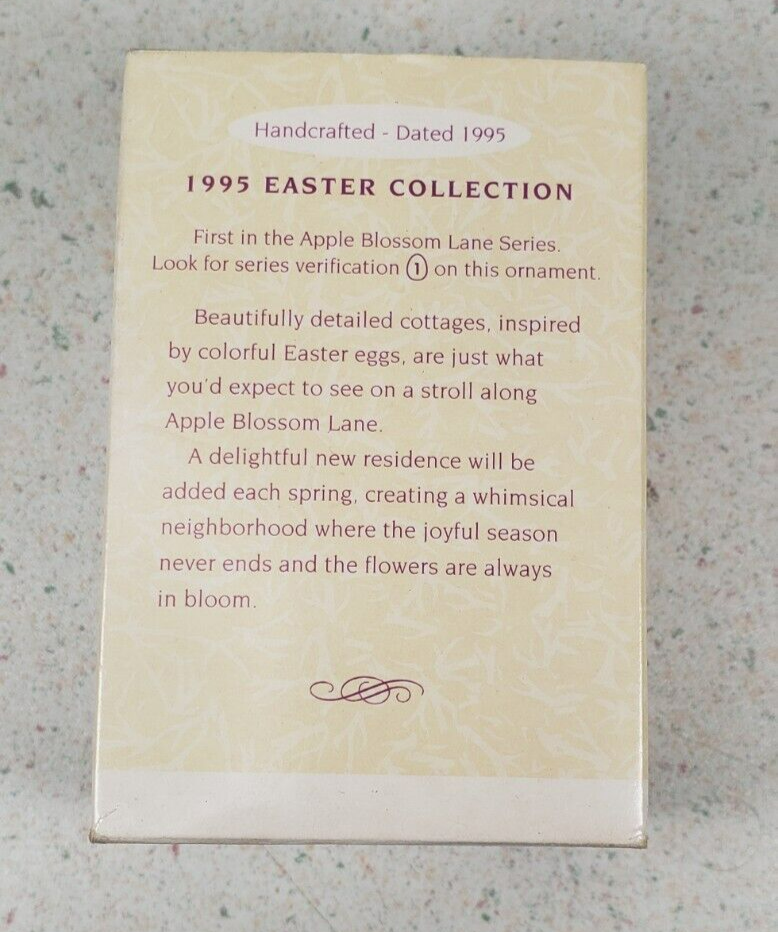 Handcrafted - Dated 1995
1995 EASTER COLLECTION
First in the Apple Blossom Lane Series.
Look for series verification 1 on this ornament.
Beautifully detailed cottages, inspired
by colorful Easter eggs, are just what
you'd expect to see on a stroll along
Apple Blossom Lane.
A delightful new residence will be
added each spring, creating a whimsical
neighborhood where the joyful season
never ends and the flowers are always
in bloom.